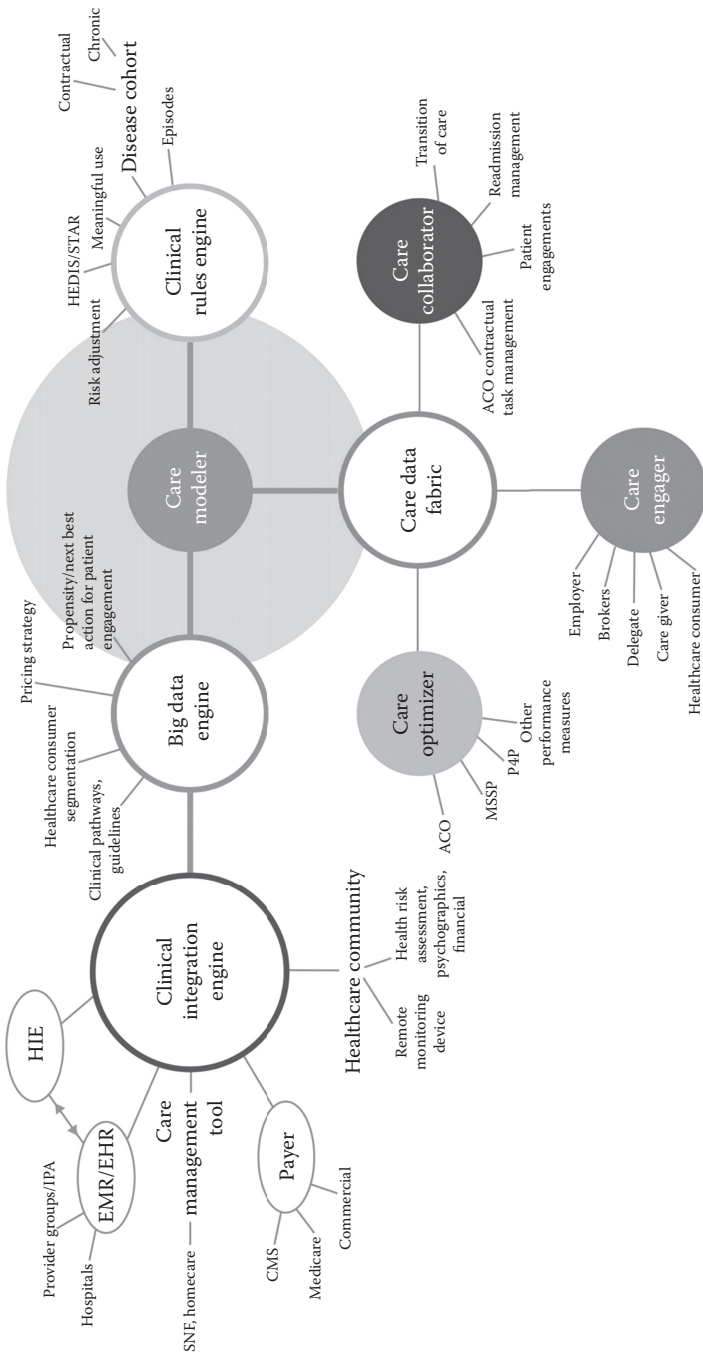 HIE
EMR/EHR
Provider groups/IPA
Hospitals
Care
management
tool
SNF, homecare
Payer
CMS
Medicare
Commercial
Clinical
integration
engine
Healthcare community
Remote
monitoring
device
Health risk
assessment,
psychographics,
financial
Big data
engine
Clinical pathways,
guidelines
Healthcare consumer
segmentation
Pricing strategy
Propensity/next best
action for patient
engagement
Care
modeler
Clinical
rules engine
Risk adjustment
HEDIS/STAR
Meaningful use
Disease cohort
Contractual
Chronic
Episodes
Care data
fabric
Care
optimizer
ACO
MSSP
P4P
Other
performance
measures
Care
collaborator
Transition
of care
Readmission
management
Patient
engagements
ACO contractual
task management
Care
engager
Employer
Brokers
Delegate
Care giver
Healthcare consumer